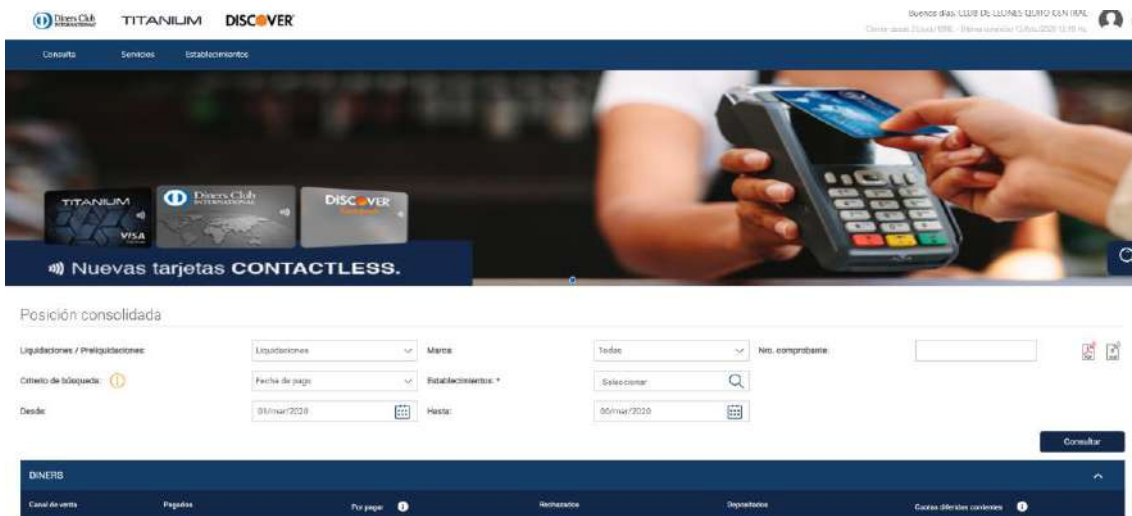 Diners Club INTERNATIONAL TITANIUM DISCOVER
Buenos días, CLUB DE LEONES QUITO CENTRAL
Consulta Servicios Establecimientos
TITANIUM
VISA
Diners Club INTERNATIONAL
DISCOVER
Nuevas tarjetas CONTACTLESS.
Posición consolidada
Liquidaciones / Preliquidaciones: Liquidaciones Marca: Todas Nro. comprobante:
Criterio de búsqueda: Fecha de pago Establecimientos: * Seleccionar
Desde: 01/mar/2020 Hasta: 06/mar/2020
Consultar
DINERS
Canal de venta Pagados Por pagar Rechazados Depositados Cuotas diferidas corrientes